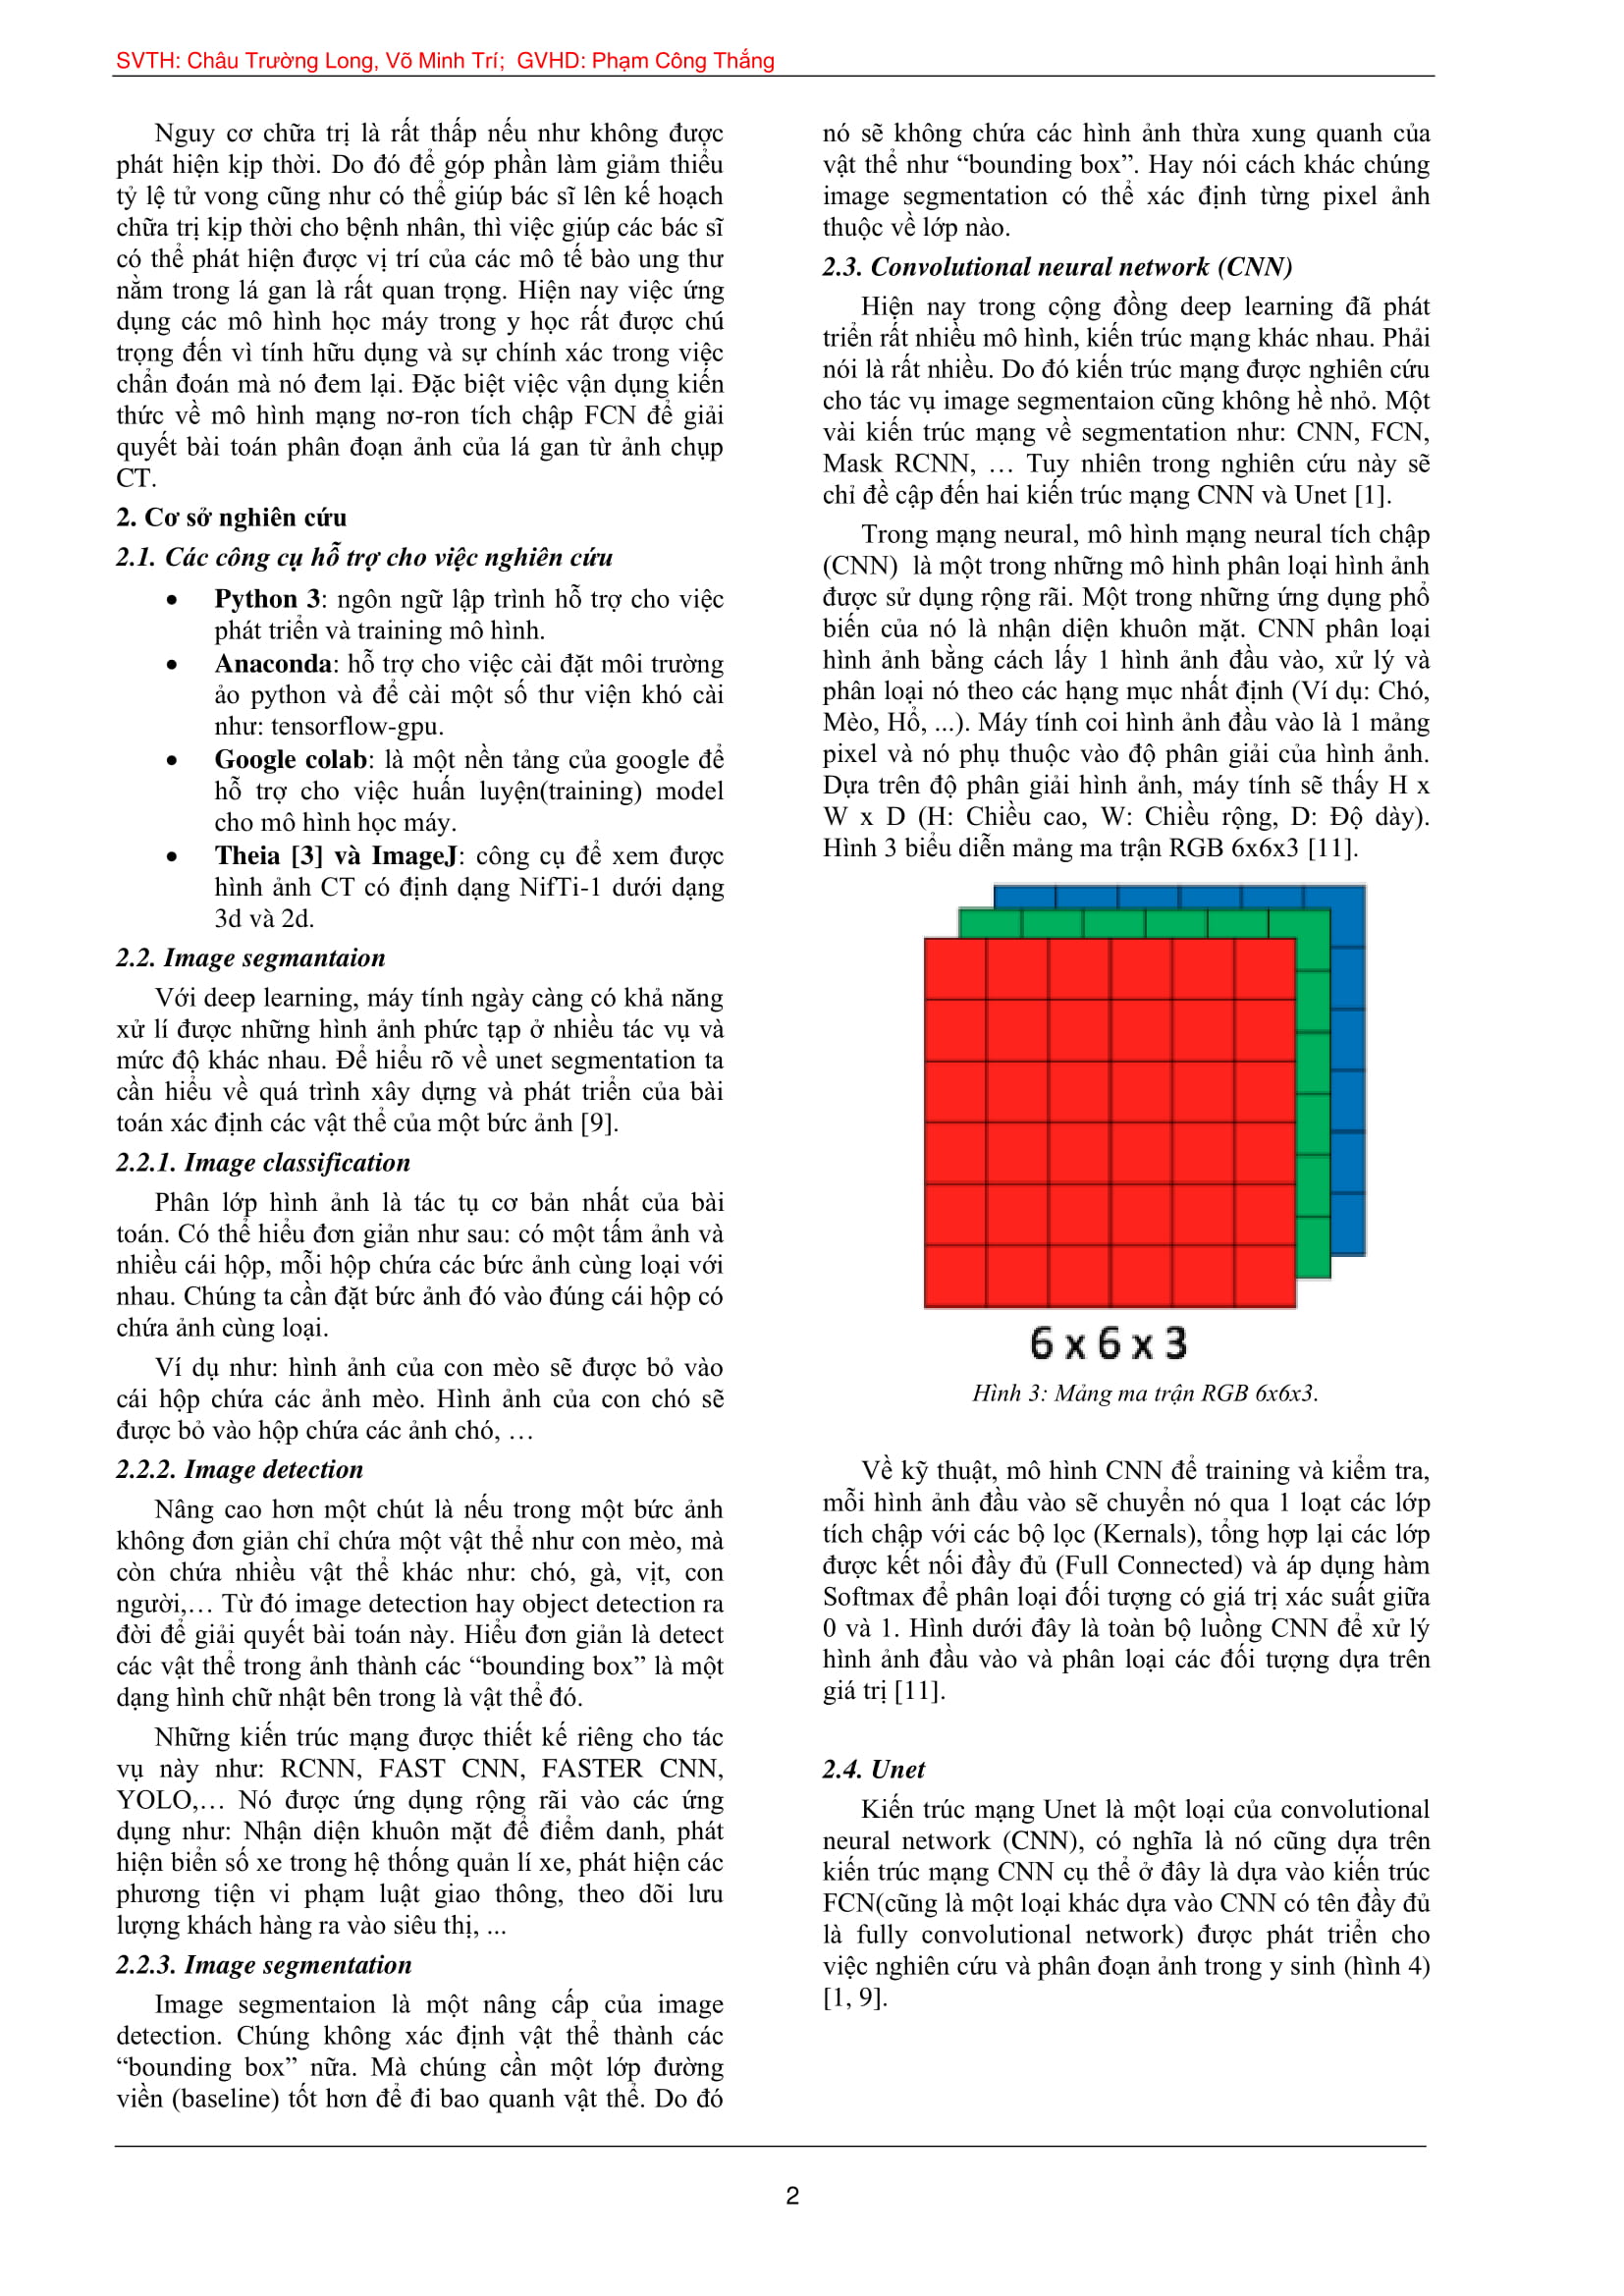 SVTH: Châu Trường Long, Võ Minh Trí;  GVHD: Phạm Công Thắng
Nguy cơ chữa trị là rất thấp nếu như không được
phát hiện kịp thời. Do đó để góp phần làm giảm thiểu
tỷ lệ tử vong cũng như có thể giúp bác sĩ lên kế hoạch
chữa trị kịp thời cho bệnh nhân, thì việc giúp các bác sĩ
có thể phát hiện được vị trí của các mô tế bào ung thư
nằm trong lá gan là rất quan trọng. Hiện nay việc ứng
dụng các mô hình học máy trong y học rất được chú
trọng đến vì tính hữu dụng và sự chính xác trong việc
chẩn đoán mà nó đem lại. Đặc biệt việc vận dụng kiến
thức về mô hình mạng nơ-ron tích chập FCN để giải
quyết bài toán phân đoạn ảnh của lá gan từ ảnh chụp
CT.
2. Cơ sở nghiên cứu
2.1. Các công cụ hỗ trợ cho việc nghiên cứu
• Python 3: ngôn ngữ lập trình hỗ trợ cho việc
phát triển và training mô hình.
• Anaconda: hỗ trợ cho việc cài đặt môi trường
ảo python và để cài một số thư viện khó cài
như: tensorflow-gpu.
• Google colab: là một nền tảng của google để
hỗ trợ cho việc huấn luyện(training) model
cho mô hình học máy.
• Theia [3] và ImageJ: công cụ để xem được
hình ảnh CT có định dạng NifTi-1 dưới dạng
3d và 2d.
2.2. Image segmantaion
Với deep learning, máy tính ngày càng có khả năng
xử lí được những hình ảnh phức tạp ở nhiều tác vụ và
mức độ khác nhau. Để hiểu rõ về unet segmentation ta
cần hiểu về quá trình xây dựng và phát triển của bài
toán xác định các vật thể của một bức ảnh [9].
2.2.1. Image classification
Phân lớp hình ảnh là tác tụ cơ bản nhất của bài
toán. Có thể hiểu đơn giản như sau: có một tấm ảnh và
nhiều cái hộp, mỗi hộp chứa các bức ảnh cùng loại với
nhau. Chúng ta cần đặt bức ảnh đó vào đúng cái hộp có
chứa ảnh cùng loại.
Ví dụ như: hình ảnh của con mèo sẽ được bỏ vào
cái hộp chứa các ảnh mèo. Hình ảnh của con chó sẽ
được bỏ vào hộp chứa các ảnh chó, …
2.2.2. Image detection
Nâng cao hơn một chút là nếu trong một bức ảnh
không đơn giản chỉ chứa một vật thể như con mèo, mà
còn chứa nhiều vật thể khác như: chó, gà, vịt, con
người,… Từ đó image detection hay object detection ra
đời để giải quyết bài toán này. Hiểu đơn giản là detect
các vật thể trong ảnh thành các “bounding box” là một
dạng hình chữ nhật bên trong là vật thể đó.
Những kiến trúc mạng được thiết kế riêng cho tác
vụ này như: RCNN, FAST CNN, FASTER CNN,
YOLO,… Nó được ứng dụng rộng rãi vào các ứng
dụng như: Nhận diện khuôn mặt để điểm danh, phát
hiện biển số xe trong hệ thống quản lí xe, phát hiện các
phương tiện vi phạm luật giao thông, theo dõi lưu
lượng khách hàng ra vào siêu thị, ...
2.2.3. Image segmentation
Image segmentaion là một nâng cấp của image
detection. Chúng không xác định vật thể thành các
“bounding box” nữa. Mà chúng cần một lớp đường
viền (baseline) tốt hơn để đi bao quanh vật thể. Do đó
nó sẽ không chứa các hình ảnh thừa xung quanh của
vật thể như “bounding box”. Hay nói cách khác chúng
image segmentation có thể xác định từng pixel ảnh
thuộc về lớp nào.
2.3. Convolutional neural network (CNN)
Hiện nay trong cộng đồng deep learning đã phát
triển rất nhiều mô hình, kiến trúc mạng khác nhau. Phải
nói là rất nhiều. Do đó kiến trúc mạng được nghiên cứu
cho tác vụ image segmentaion cũng không hề nhỏ. Một
vài kiến trúc mạng về segmentation như: CNN, FCN,
Mask RCNN, … Tuy nhiên trong nghiên cứu này sẽ
chỉ đề cập đến hai kiến trúc mạng CNN và Unet [1].
Trong mạng neural, mô hình mạng neural tích chập
(CNN)  là một trong những mô hình phân loại hình ảnh
được sử dụng rộng rãi. Một trong những ứng dụng phổ
biến của nó là nhận diện khuôn mặt. CNN phân loại
hình ảnh bằng cách lấy 1 hình ảnh đầu vào, xử lý và
phân loại nó theo các hạng mục nhất định (Ví dụ: Chó,
Mèo, Hổ, ...). Máy tính coi hình ảnh đầu vào là 1 mảng
pixel và nó phụ thuộc vào độ phân giải của hình ảnh.
Dựa trên độ phân giải hình ảnh, máy tính sẽ thấy H x
W x D (H: Chiều cao, W: Chiều rộng, D: Độ dày).
Hình 3 biểu diễn mảng ma trận RGB 6x6x3 [11].
6 x 6 x 3
Hình 3: Mảng ma trận RGB 6x6x3.
Về kỹ thuật, mô hình CNN để training và kiểm tra,
mỗi hình ảnh đầu vào sẽ chuyển nó qua 1 loạt các lớp
tích chập với các bộ lọc (Kernals), tổng hợp lại các lớp
được kết nối đầy đủ (Full Connected) và áp dụng hàm
Softmax để phân loại đối tượng có giá trị xác suất giữa
0 và 1. Hình dưới đây là toàn bộ luồng CNN để xử lý
hình ảnh đầu vào và phân loại các đối tượng dựa trên
giá trị [11].
2.4. Unet
Kiến trúc mạng Unet là một loại của convolutional
neural network (CNN), có nghĩa là nó cũng dựa trên
kiến trúc mạng CNN cụ thể ở đây là dựa vào kiến trúc
FCN(cũng là một loại khác dựa vào CNN có tên đầy đủ
là fully convolutional network) được phát triển cho
việc nghiên cứu và phân đoạn ảnh trong y sinh (hình 4)
[1, 9].
2